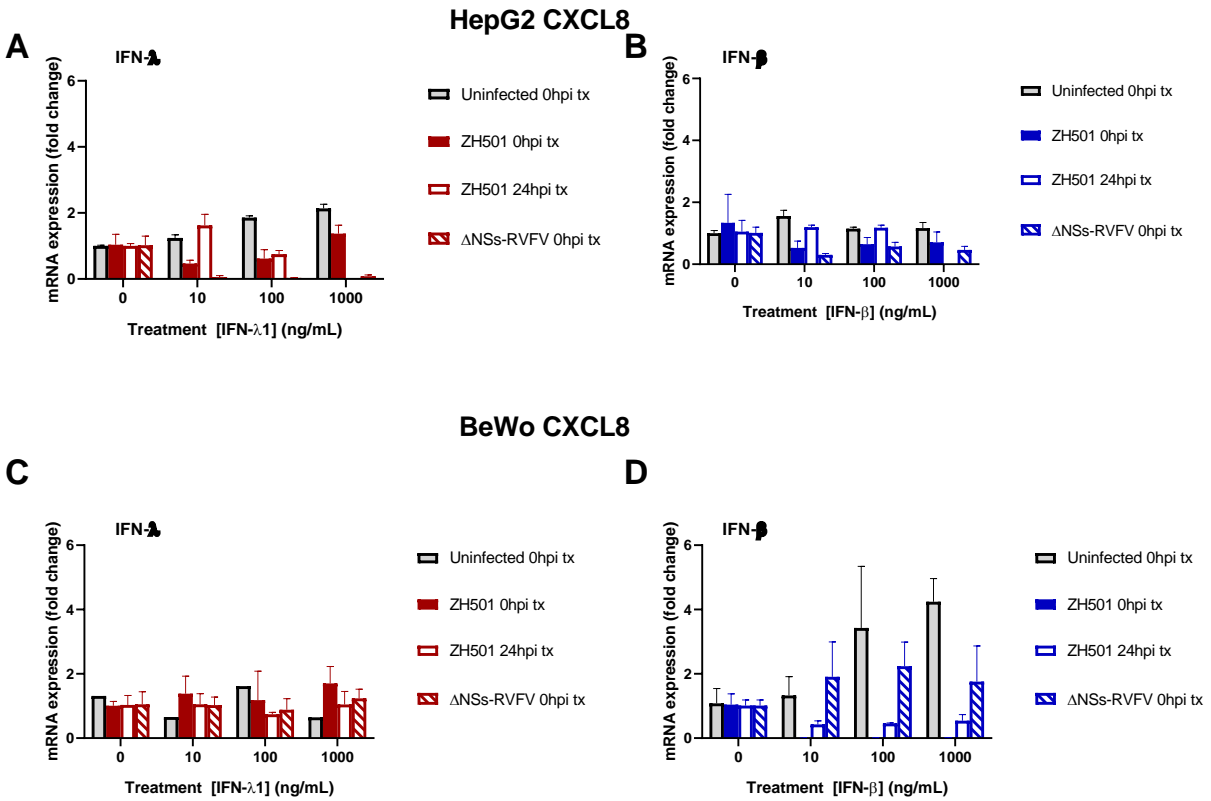 HepG2 CXCL8
A
IFN-λ
mRNA expression (fold change)
6
4
2
0
0 10 100 1000
Treatment [IFN-λ1] (ng/mL)
Uninfected 0hpi tx
ZH501 0hpi tx
ZH501 24hpi tx
ΔNSs-RVFV 0hpi tx
B
IFN-β
mRNA expression (fold change)
6
4
2
0
0 10 100 1000
Treatment [IFN-β] (ng/mL)
Uninfected 0hpi tx
ZH501 0hpi tx
ZH501 24hpi tx
ΔNSs-RVFV 0hpi tx
BeWo CXCL8
C
IFN-λ
mRNA expression (fold change)
6
4
2
0
0 10 100 1000
Treatment [IFN-λ1] (ng/mL)
Uninfected 0hpi tx
ZH501 0hpi tx
ZH501 24hpi tx
ΔNSs-RVFV 0hpi tx
D
IFN-β
mRNA expression (fold change)
6
4
2
0
0 10 100 1000
Treatment [IFN-β] (ng/mL)
Uninfected 0hpi tx
ZH501 0hpi tx
ZH501 24hpi tx
ΔNSs-RVFV 0hpi tx